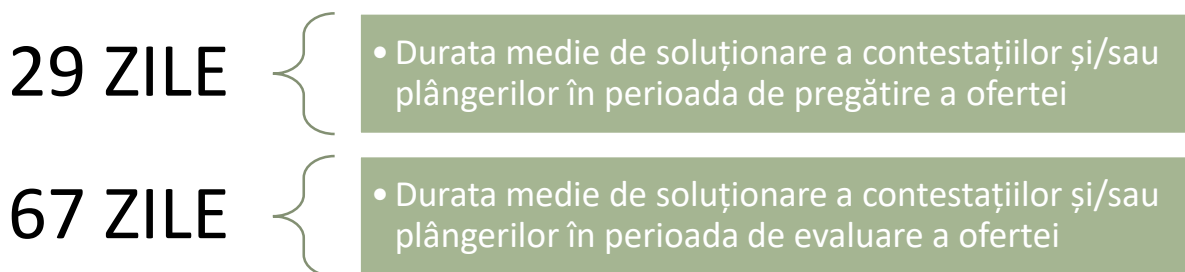 29 ZILE
• Durata medie de soluționare a contestațiilor și/sau
plângerilor în perioada de pregătire a ofertei
67 ZILE
• Durata medie de soluționare a contestațiilor și/sau
plângerilor în perioada de evaluare a ofertei